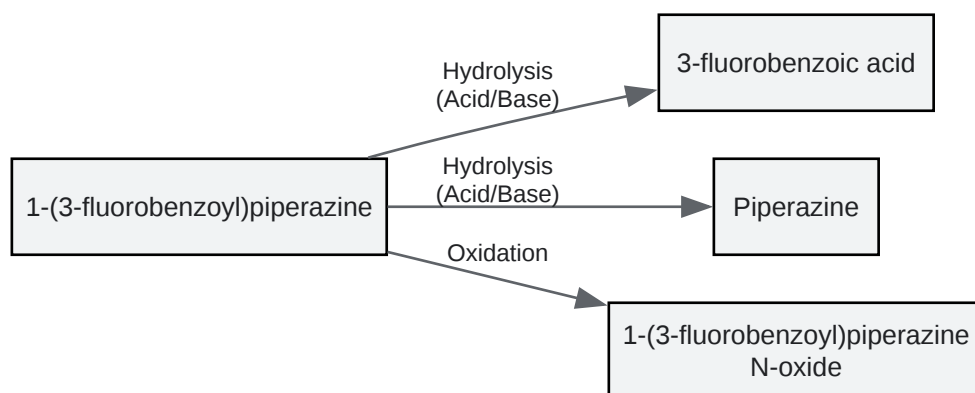 3-fluorobenzoic acid
Hydrolysis
(Acid/Base)
1-(3-fluorobenzoyl)piperazine
Hydrolysis
(Acid/Base)
Piperazine
Oxidation
1-(3-fluorobenzoyl)piperazine
N-oxide